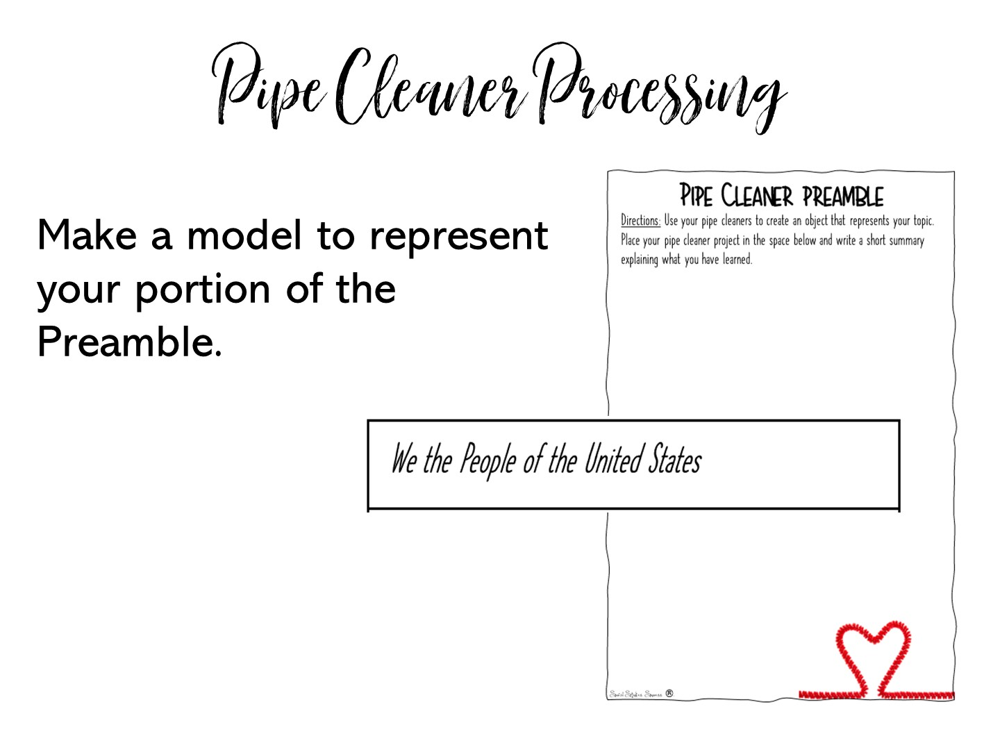 Pipe Cleaner Processing
Make a model to represent
your portion of the
Preamble.
PIPE CLEANER PREAMBLE
Directions: Use your pipe cleaners to create an object that represents your topic.
Place your pipe cleaner project in the space below and write a short summary
explaining what you have learned.
We the People of the United States
®